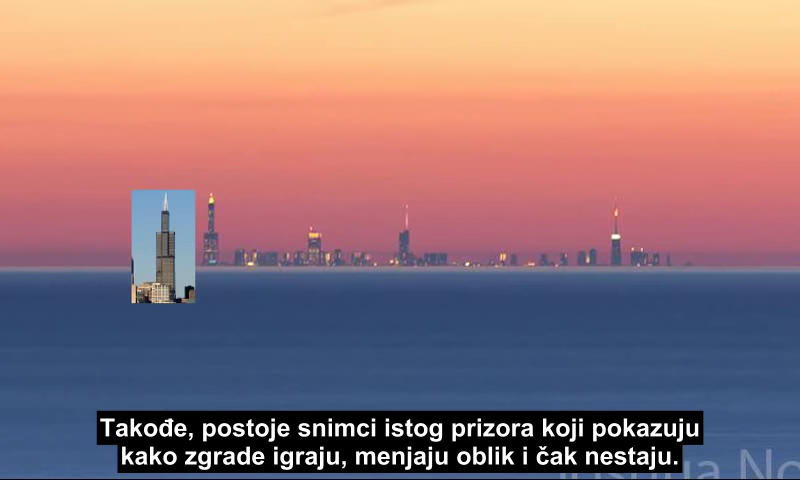 Takođe, postoje snimci istog prizora koji pokazuju
kako zgrade igraju, menjaju oblik i čak nestaju.